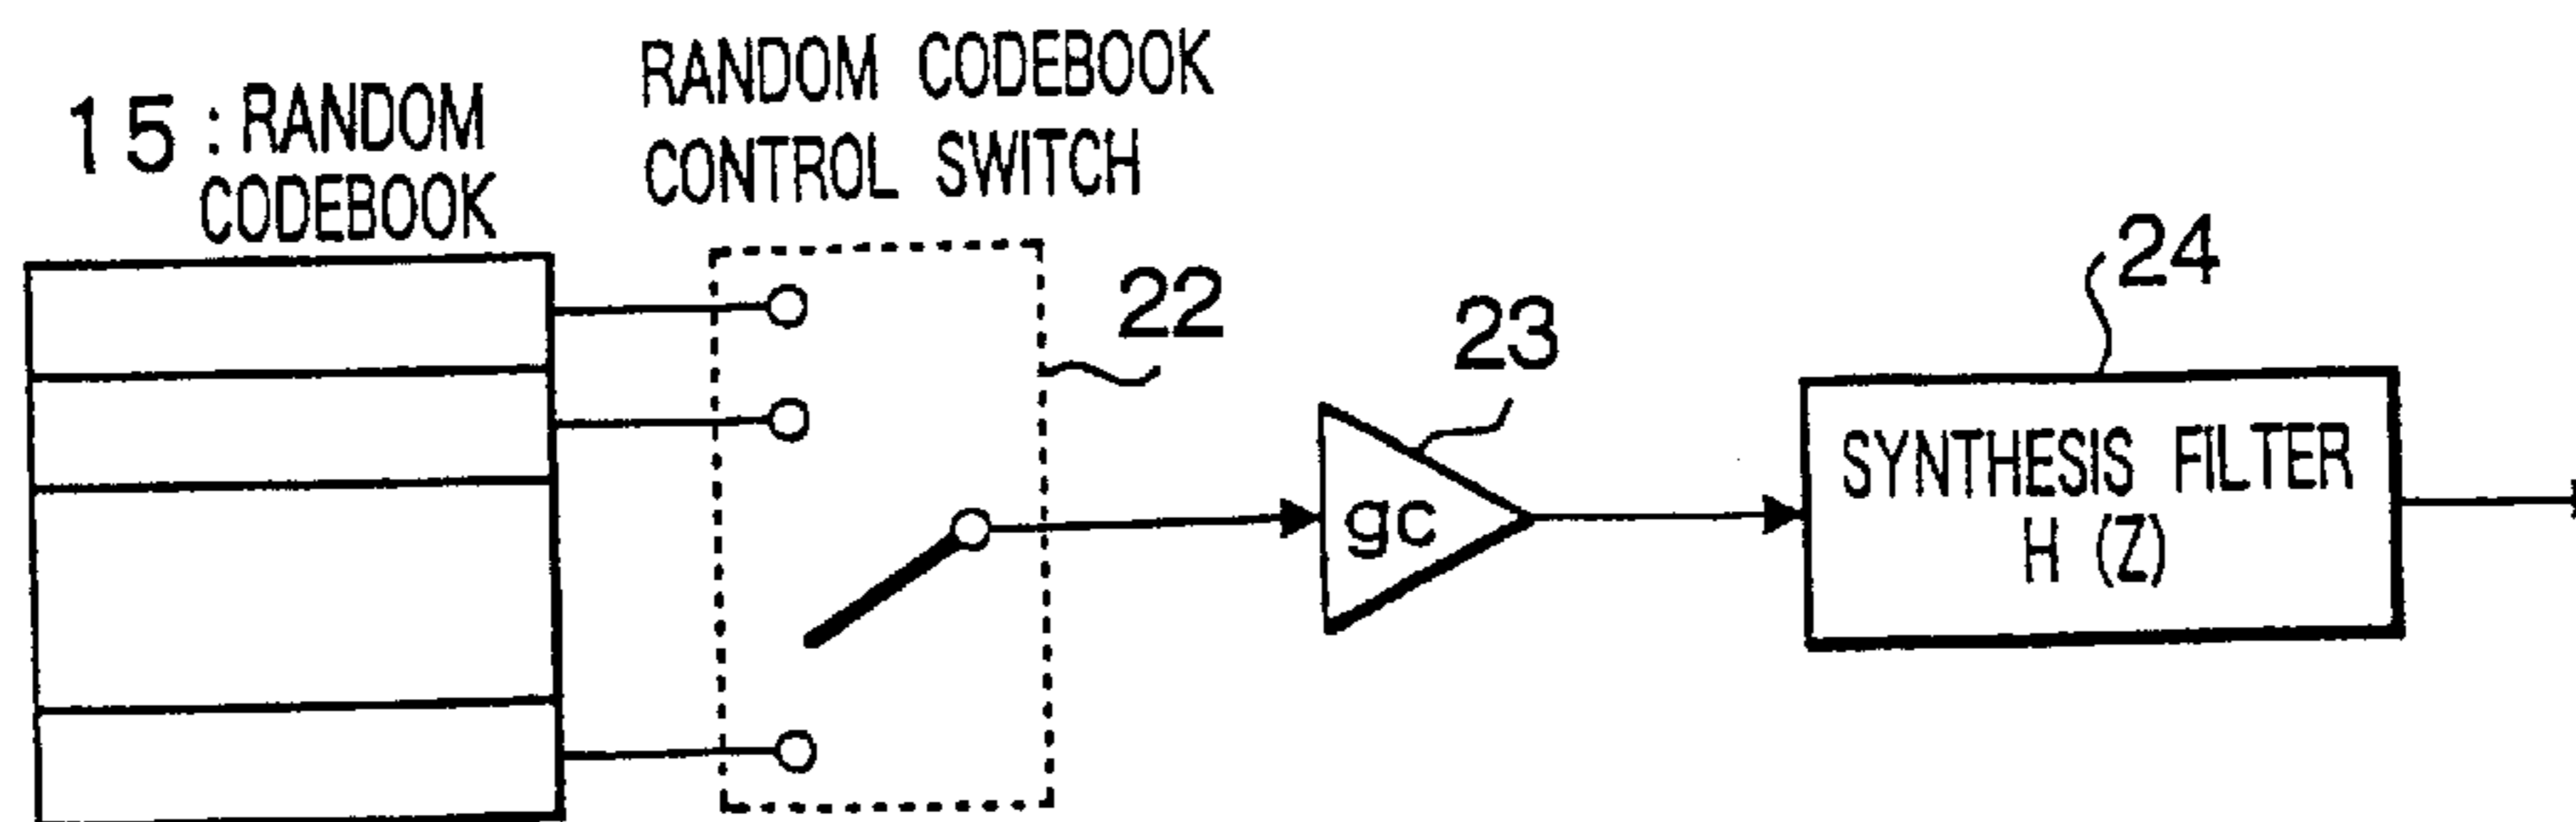 15 : RANDOM
CODEBOOK
RANDOM CODEBOOK
CONTROL SWITCH
22
23
gc
24
SYNTHESIS FILTER
H (Z)